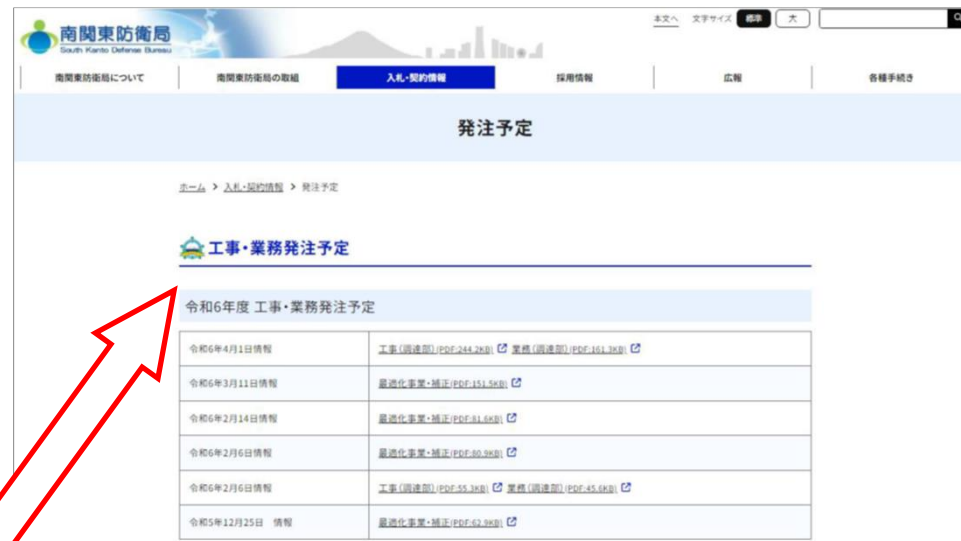 南関東防衛局
South Kanto Defense Bureau
本文へ 文字サイズ 標準 大
南関東防衛局について 南関東防衛局の取組 入札・契約情報 採用情報 広報 各種手続き
発注予定
ホーム > 入札・契約情報 > 発注予定
工事・業務発注予定
令和6年度 工事・業務発注予定
令和6年4月1日情報 工事(調達部)(PDF:244.2KB) 業務(調達部)(PDF:161.3KB)
令和6年3月11日情報 最適化事業・補正(PDF:151.5KB)
令和6年2月14日情報 最適化事業・補正(PDF:81.6KB)
令和6年2月6日情報 最適化事業・補正(PDF:80.9KB)
令和6年2月6日情報 工事(調達部)(PDF:55.3KB) 業務(調達部)(PDF:45.6KB)
令和5年12月25日 情報 最適化事業・補正(PDF:62.9KB)